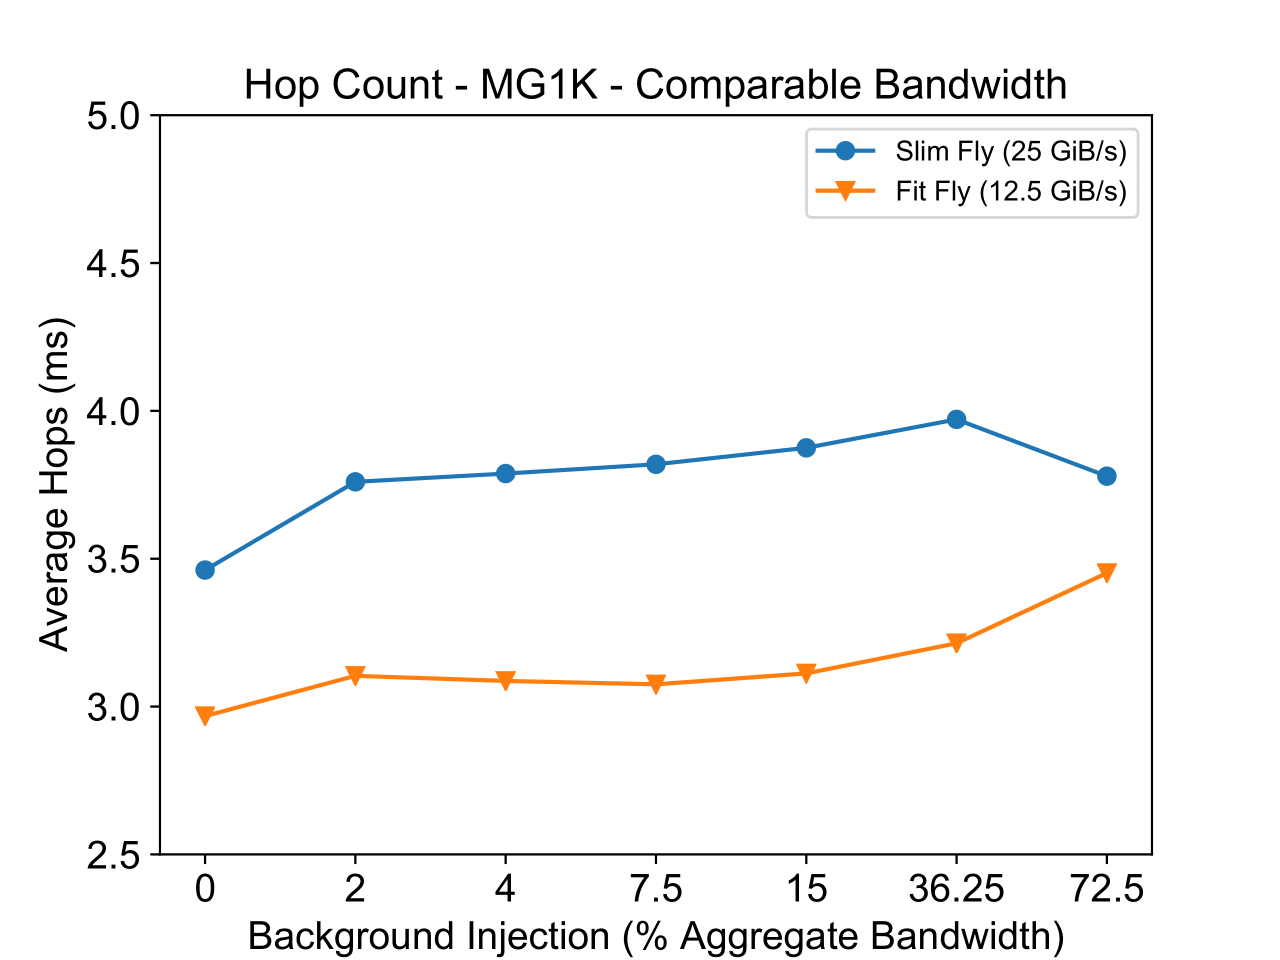 Hop Count - MG1K - Comparable Bandwidth
Slim Fly (25 GiB/s)
Fit Fly (12.5 GiB/s)
Average Hops (ms)
5.0
4.5
4.0
3.5
3.0
2.5
0 2 4 7.5 15 36.25 72.5
Background Injection (% Aggregate Bandwidth)